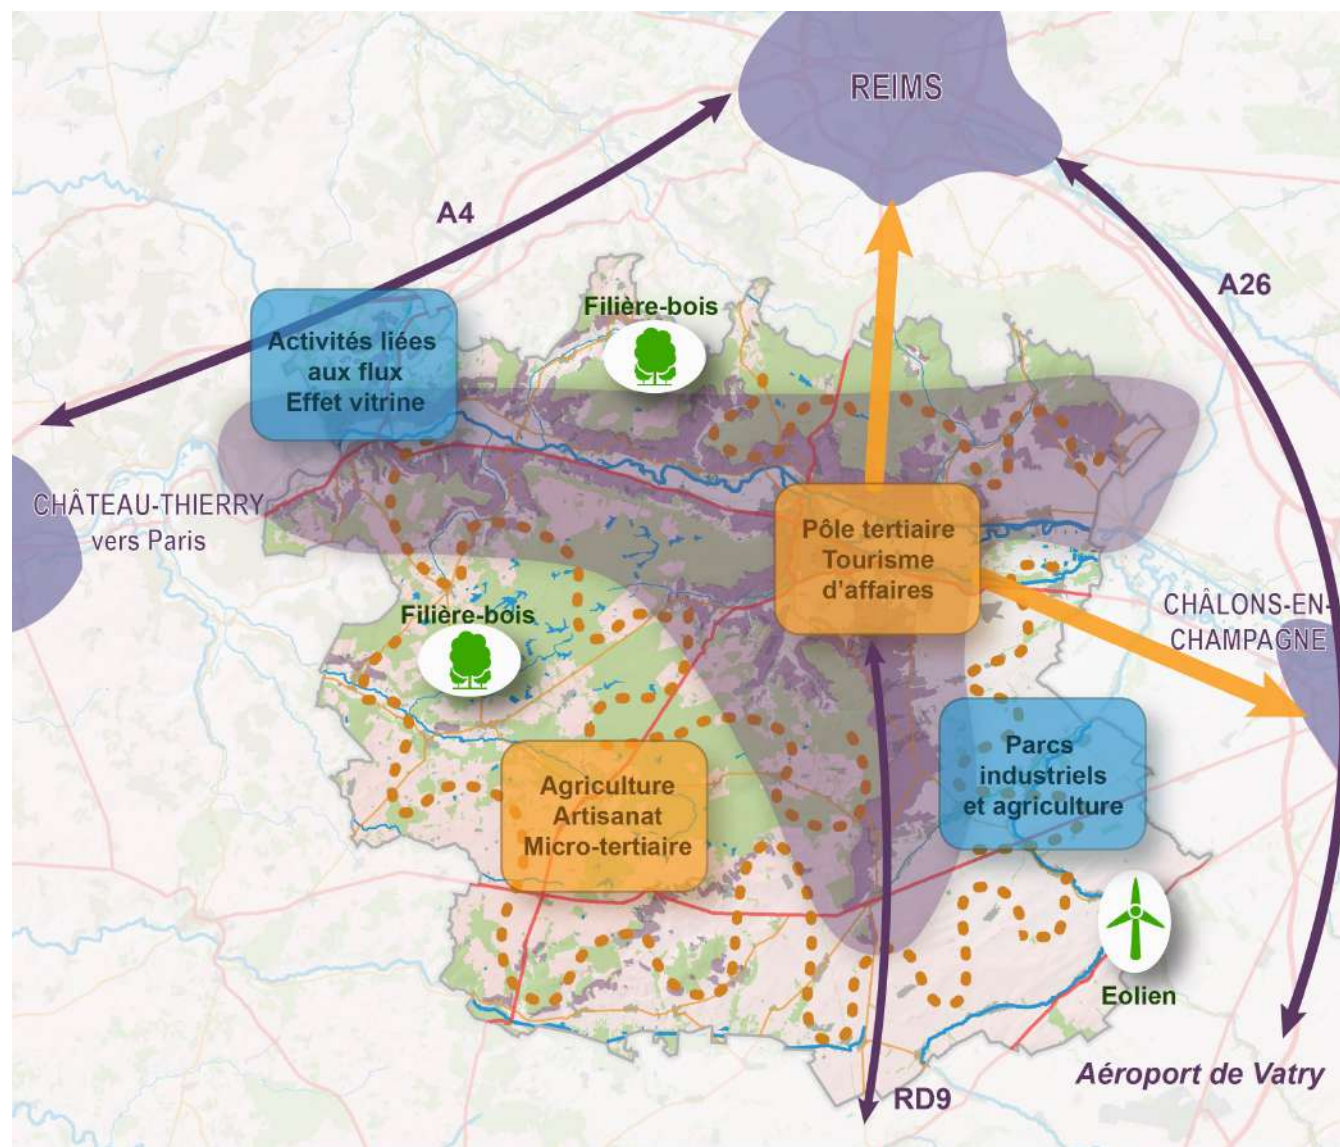 REIMS
A4
A26
Filière-bois
Activités liées
aux flux
Effet vitrine
CHÂTEAU-THIERRY
vers Paris
Pôle tertiaire
Tourisme
d'affaires
CHÂLONS-EN-
CHAMPAGNE
Filière-bois
Parcs
industriels
et agriculture
Agriculture
Artisanat
Micro-tertiaire
Eolien
Aéroport de Vatry
RD9